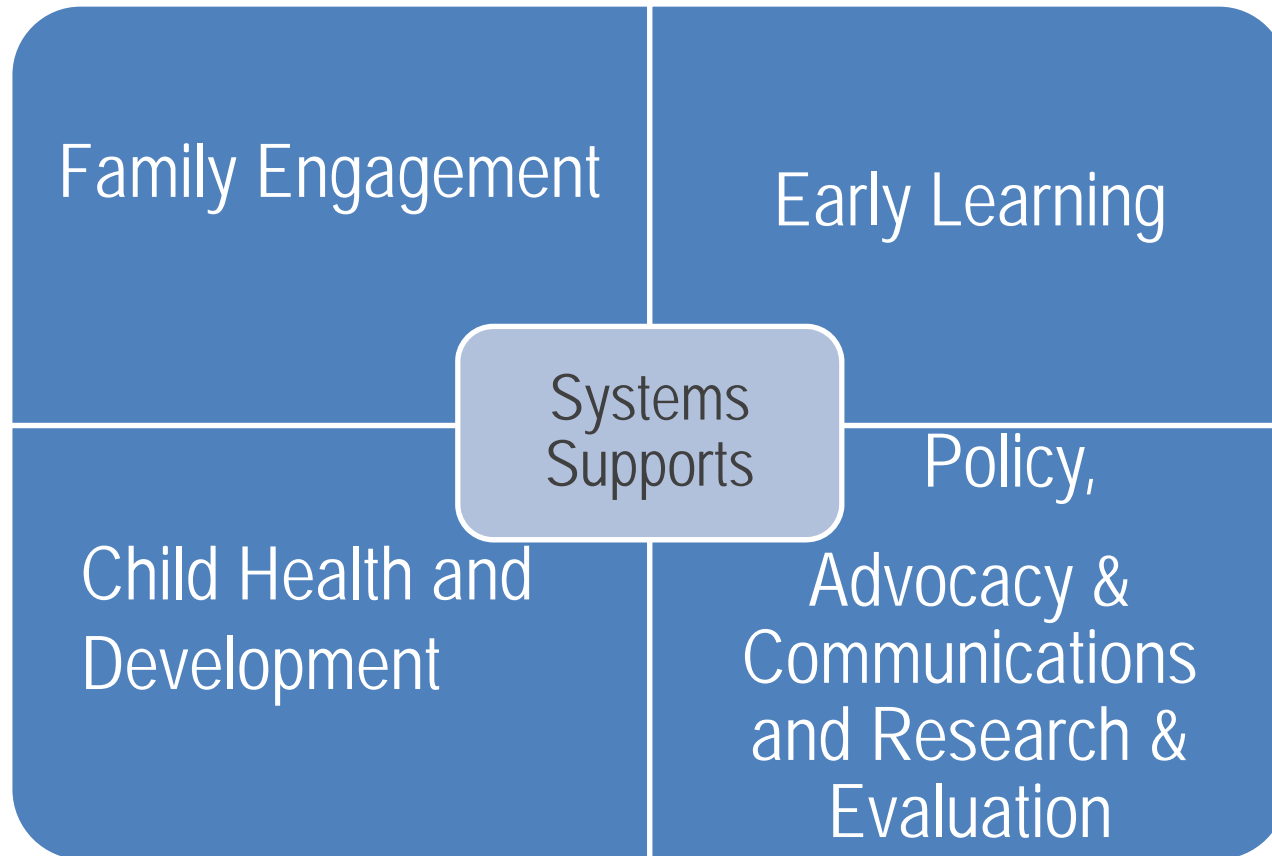 Family Engagement
Early Learning
Systems
Supports
Child Health and
Development
Policy,
Advocacy &
Communications
and Research &
Evaluation